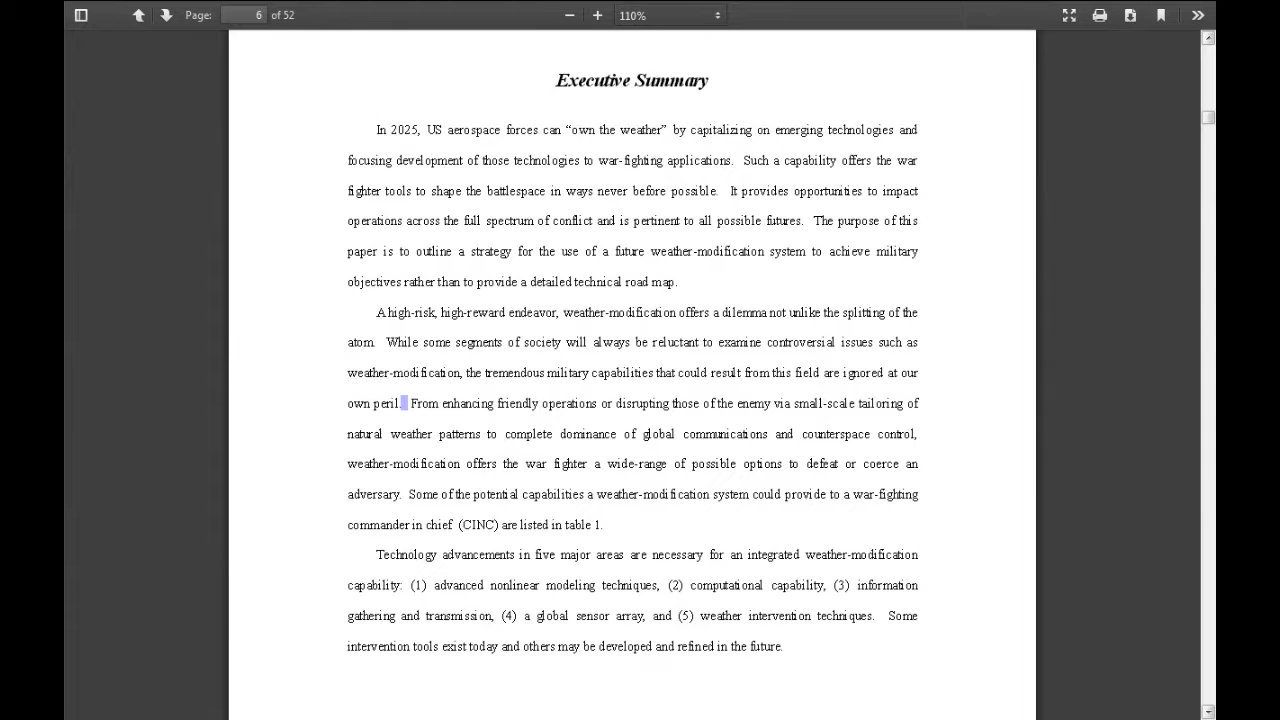 Page: 6 of 52 110%
Executive Summary
In 2025, US aerospace forces can “own the weather” by capitalizing on emerging technologies and
focusing development of those technologies to war-fighting applications. Such a capability offers the war
fighter tools to shape the battlespace in ways never before possible. It provides opportunities to impact
operations across the full spectrum of conflict and is pertinent to all possible futures. The purpose of this
paper is to outline a strategy for the use of a future weather-modification system to achieve military
objectives rather than to provide a detailed technical road map.
A high-risk, high-reward endeavor, weather-modification offers a dilemma not unlike the splitting of the
atom. While some segments of society will always be reluctant to examine controversial issues such as
weather-modification, the tremendous military capabilities that could result from this field are ignored at our
own peril. From enhancing friendly operations or disrupting those of the enemy via small-scale tailoring of
natural weather patterns to complete dominance of global communications and counterspace control,
weather-modification offers the war fighter a wide-range of possible options to defeat or coerce an
adversary. Some of the potential capabilities a weather-modification system could provide to a war-fighting
commander in chief (CINC) are listed in table 1.
Technology advancements in five major areas are necessary for an integrated weather-modification
capability: (1) advanced nonlinear modeling techniques, (2) computational capability, (3) information
gathering and transmission, (4) a global sensor array, and (5) weather intervention techniques. Some
intervention tools exist today and others may be developed and refined in the future.